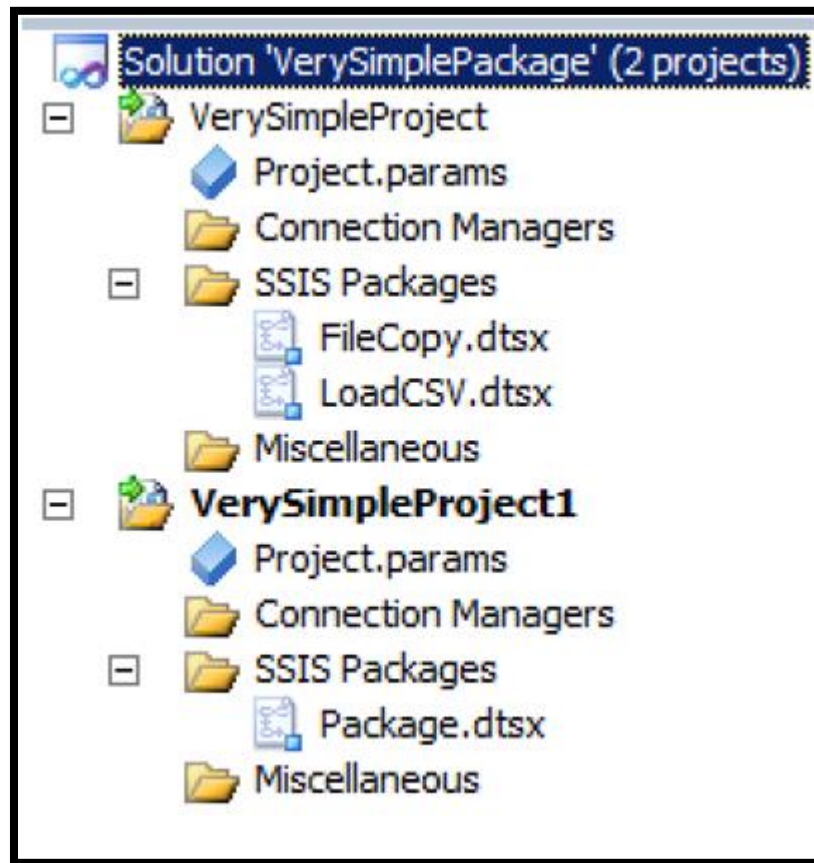 Solution 'VerySimplePackage' (2 projects)
VerySimpleProject
Project.params
Connection Managers
SSIS Packages
FileCopy.dtsx
LoadCSV.dtsx
Miscellaneous
VerySimpleProject1
Project.params
Connection Managers
SSIS Packages
Package.dtsx
Miscellaneous